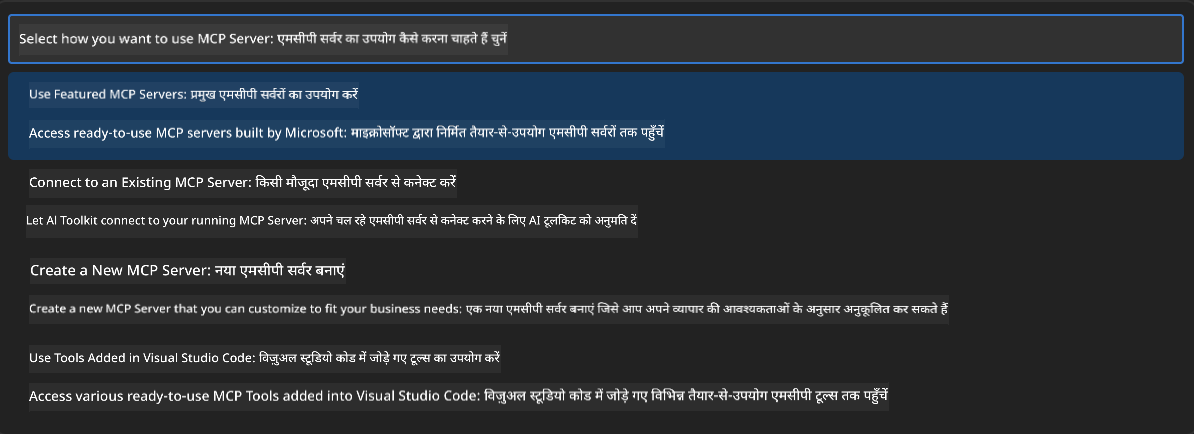 Select how you want to use MCP Server: एमसीपी सर्वर का उपयोग कैसे करना चाहते हैं चुनें
Use Featured MCP Servers: प्रमुख एमसीपी सर्वरों का उपयोग करें
Access ready-to-use MCP servers built by Microsoft: माइक्रोसॉफ्ट द्वारा निर्मित तैयार-से-उपयोग एमसीपी सर्वरों तक पहुँचें
Connect to an Existing MCP Server: किसी मौजूदा एमसीपी सर्वर से कनेक्ट करें
Let AI Toolkit connect to your running MCP Server: अपने चल रहे एमसीपी सर्वर से कनेक्ट करने के लिए AI टूलकिट को अनुमति दें
Create a New MCP Server: नया एमसीपी सर्वर बनाएं
Create a new MCP Server that you can customize to fit your business needs: एक नया एमसीपी सर्वर बनाएं जिसे आप अपने व्यापार की आवश्यकताओं के अनुसार अनुकूलित कर सकते हैं
Use Tools Added in Visual Studio Code: विज़ुअल स्टूडियो कोड में जोड़े गए टूल्स का उपयोग करें
Access various ready-to-use MCP Tools added into Visual Studio Code: विज़ुअल स्टूडियो कोड में जोड़े गए विभिन्न तैयार-से-उपयोग एमसीपी टूल्स तक पहुँचें